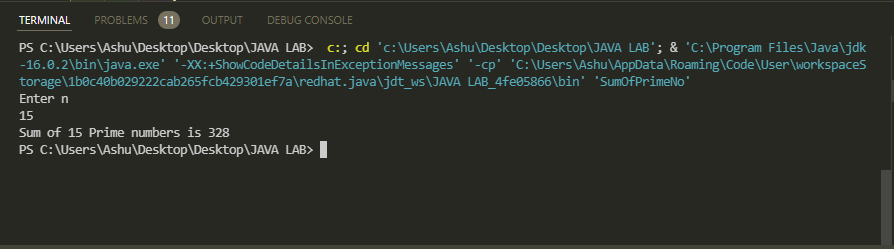 TERMINAL PROBLEMS 11 OUTPUT DEBUG CONSOLE
PS C:\Users\Ashu\Desktop\Desktop\JAVA LAB>  c:; cd 'c:\Users\Ashu\Desktop\Desktop\JAVA LAB'; & 'C:\Program Files\Java\jdk
-16.0.2\bin\java.exe' '-XX:+ShowCodeDetailsInExceptionMessages' '-cp' 'C:\Users\Ashu\AppData\Roaming\Code\User\workspaceS
torage\1b0c40b029222cab265fcb429301ef7a\redhat.java\jdt_ws\JAVA LAB_4fe05866\bin' 'SumOfPrimeNo'
Enter n
15
Sum of 15 Prime numbers is 328
PS C:\Users\Ashu\Desktop\Desktop\JAVA LAB>